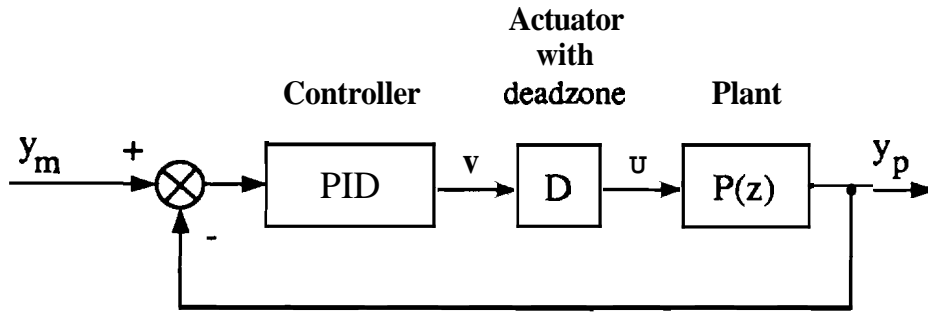 Actuator
with
deadzone
Controller
Plant
y_m
+
PID
v
D
u
P(z)
y_p
-